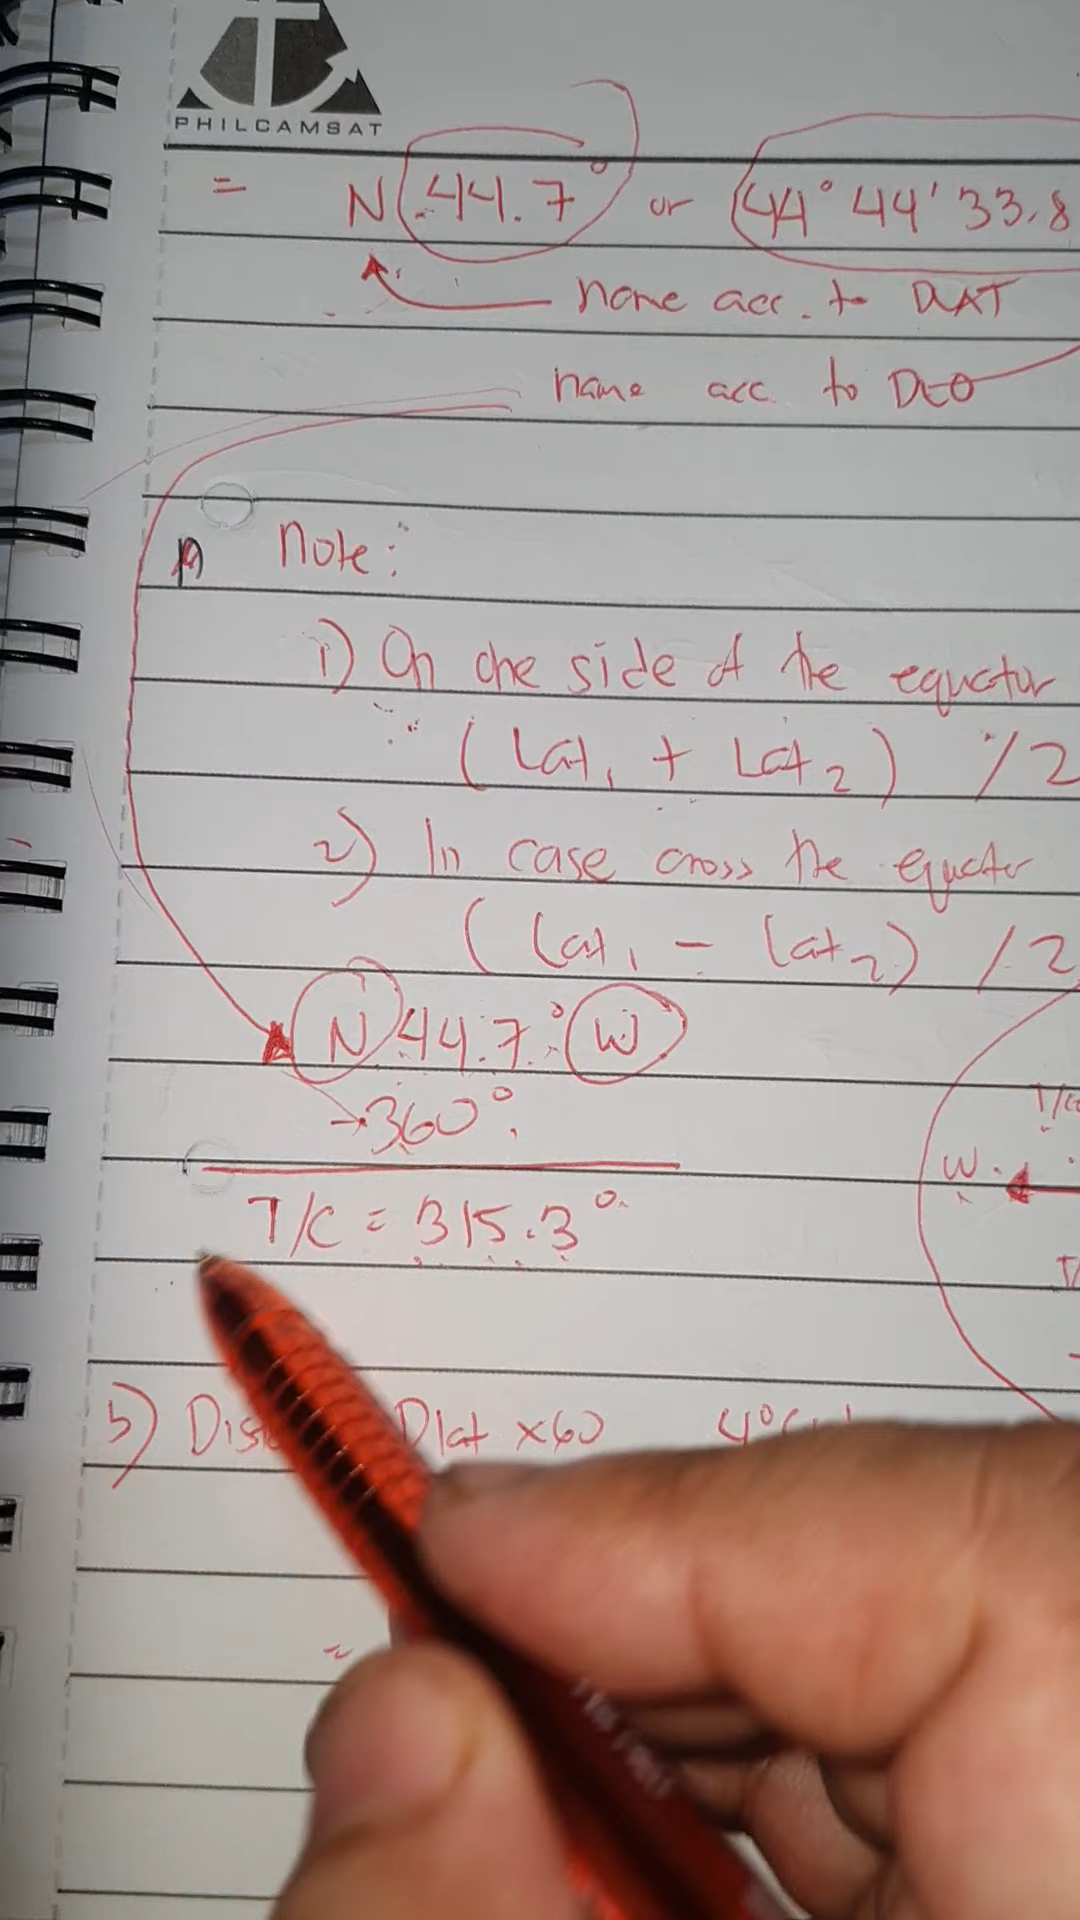 PHILCAMSAT
= N 44.7° or 44° 44' 33.8
name acc. to DLAT
name acc. to DLO
Note:
1) On one side of the equator
(Lat₁ + Lat₂) /2
2) In case cross the equator
(Lat₁ - Lat₂) /2
N 44.7° W
-360°
W
T/C = 315.3°
5) Dlat x60 4°
=